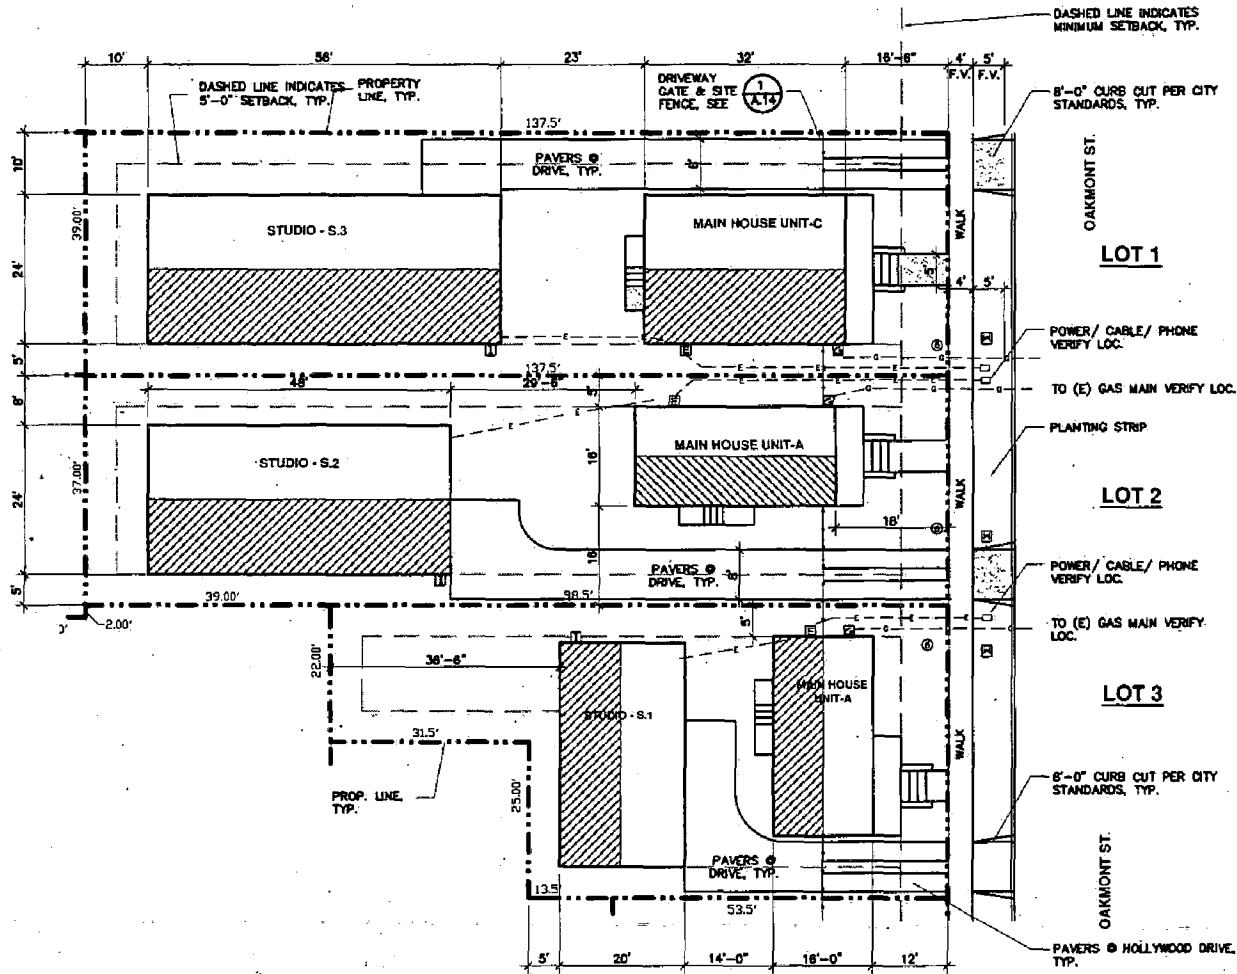 DASHED LINE INDICATES
MINIMUM SETBACK, TYP.
10'
56'
23'
32'
16'-6"
4'
5'
F.V.
F.V.
DASHED LINE INDICATES
5'-0" SETBACK, TYP.
PROPERTY
LINE, TYP.
DRIVEWAY
GATE & SITE
FENCE, SEE
1
A.14
8'-0" CURB CUT PER CITY
STANDARDS, TYP.
137.5'
10'
PAVERS @
DRIVE, TYP.
8'
OAKMONT ST.
39.00'
STUDIO - S.3
MAIN HOUSE UNIT-C
WALK
LOT 1
24'
5'
4'
5'
POWER/ CABLE/ PHONE
VERIFY LOC.
5'
E
E
G
G
137.5'
E
E
E
48'
29'-6"
5'
TO (E) GAS MAIN VERIFY LOC.
8'
PLANTING STRIP
MAIN HOUSE UNIT-A
STUDIO - S.2
37.00'
16'
LOT 2
24'
WALK
18'
6
16'
PAVERS @
DRIVE, TYP.
8'
POWER/ CABLE/ PHONE
VERIFY LOC.
5'
39.00'
98.5'
2.00'
5'
TO (E) GAS MAIN VERIFY
LOC.
22.00'
36'-6"
6
MAIN HOUSE
UNIT-A
STUDIO - S.1
LOT 3
31.5'
WALK
PROP. LINE,
TYP.
25.00'
8'-0" CURB CUT PER CITY
STANDARDS, TYP.
PAVERS @
DRIVE, TYP.
OAKMONT ST.
13.5'
53.5'
PAVERS @ HOLLYWOOD DRIVE,
TYP.
5'
20'
14'-0"
16'-0"
12'